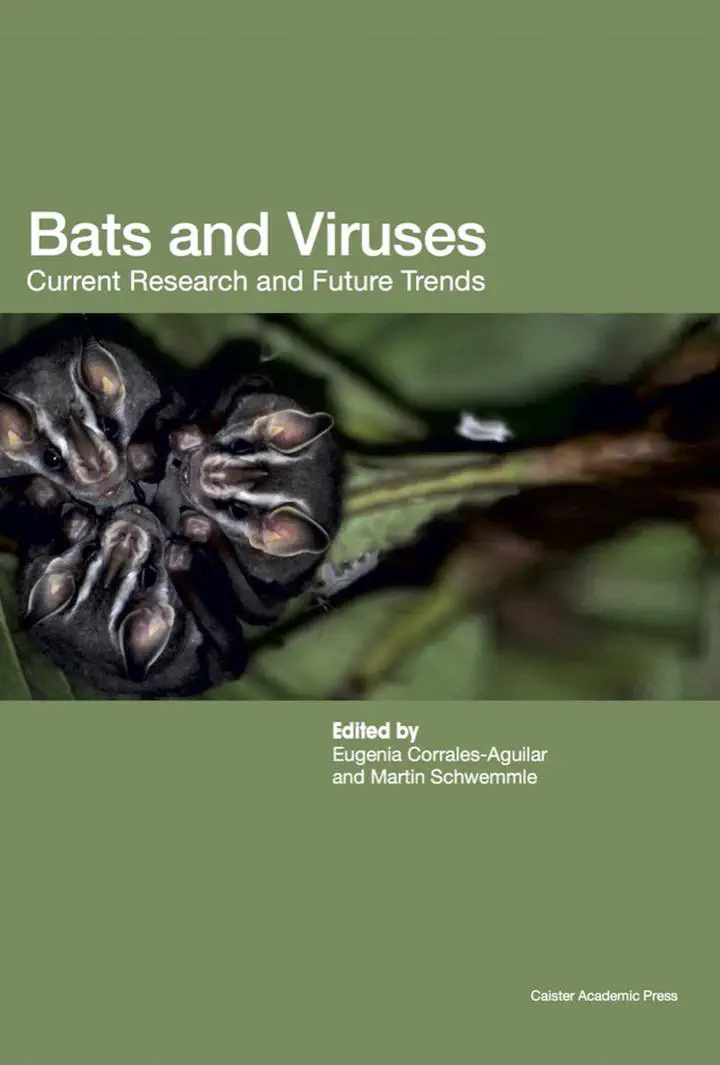 Bats and Viruses
Current Research and Future Trends
Edited by
Eugenia Corrales-Aguilar
and Martin Schwemmle
Caister Academic Press